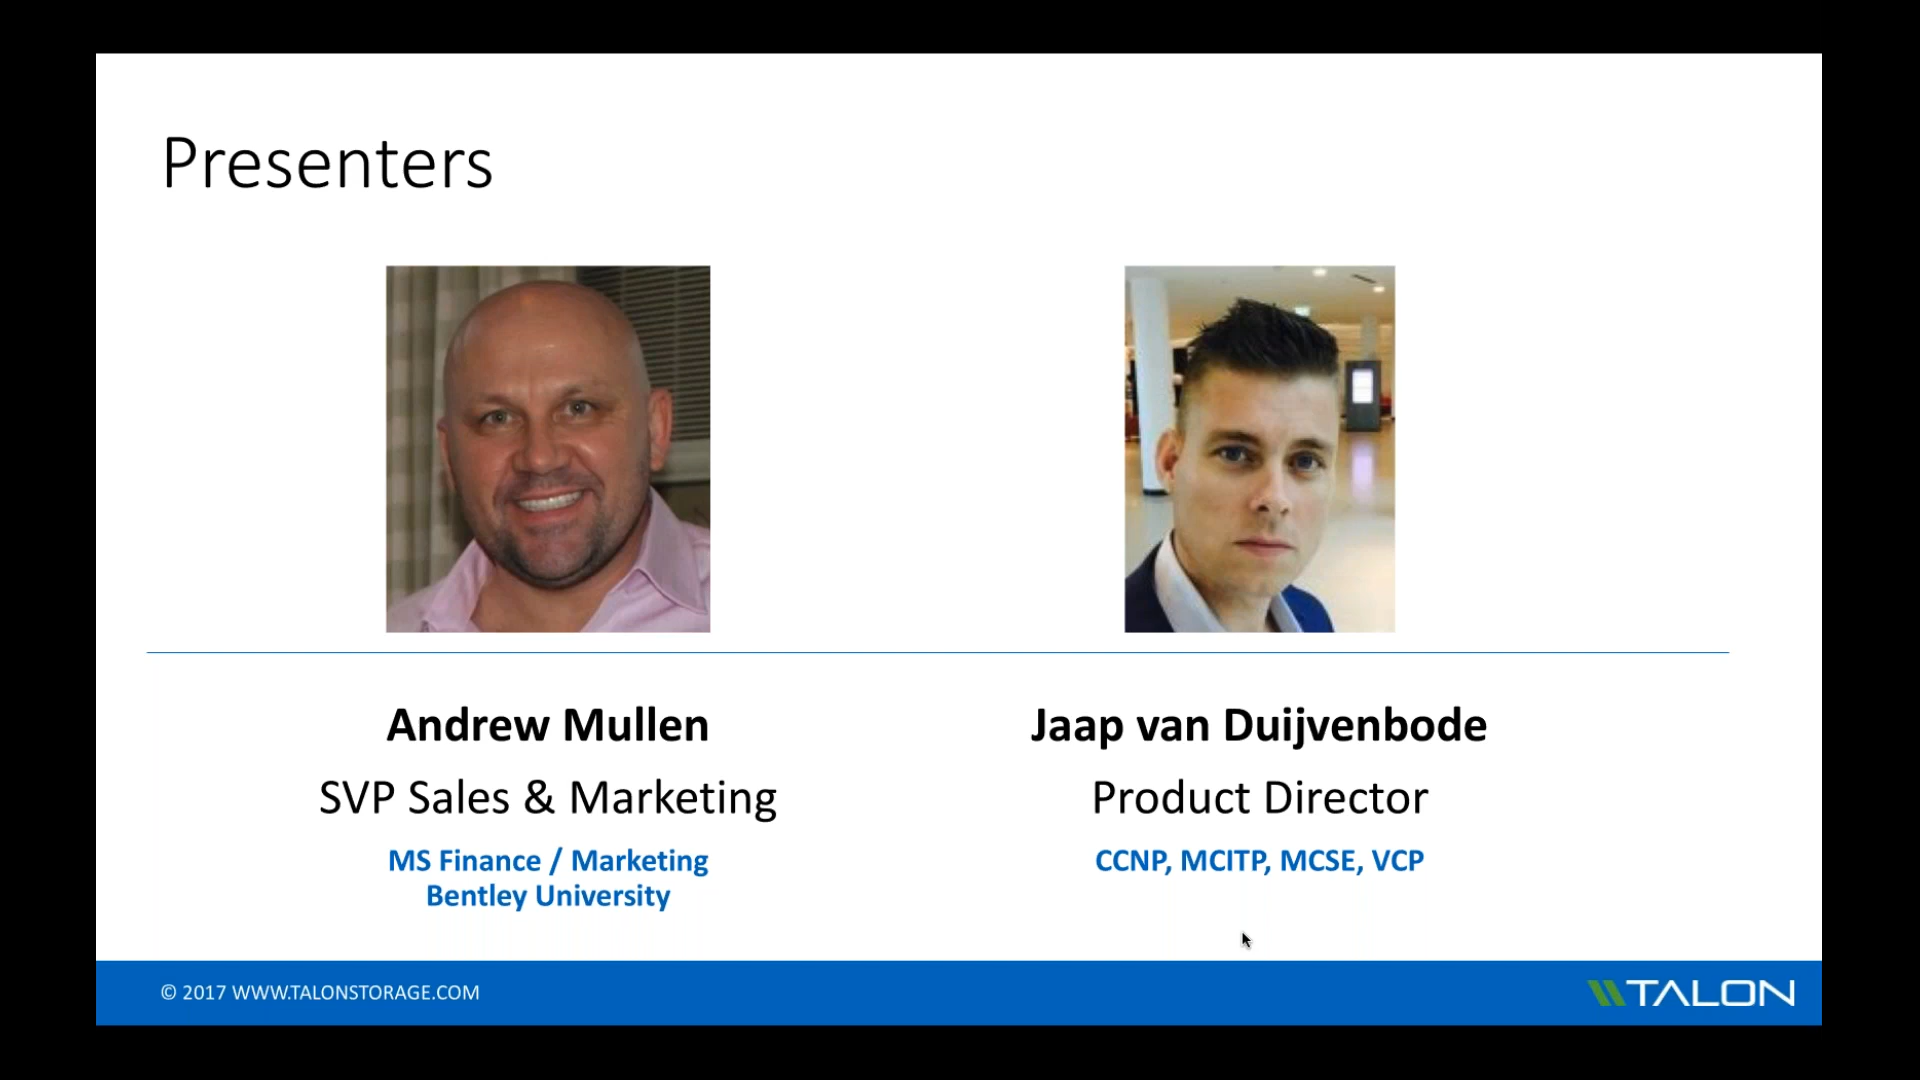 Presenters
Andrew Mullen
SVP Sales & Marketing
MS Finance / Marketing
Bentley University
Jaap van Duijvenbode
Product Director
CCNP, MCITP, MCSE, VCP
© 2017 WWW.TALONSTORAGE.COM
TALON